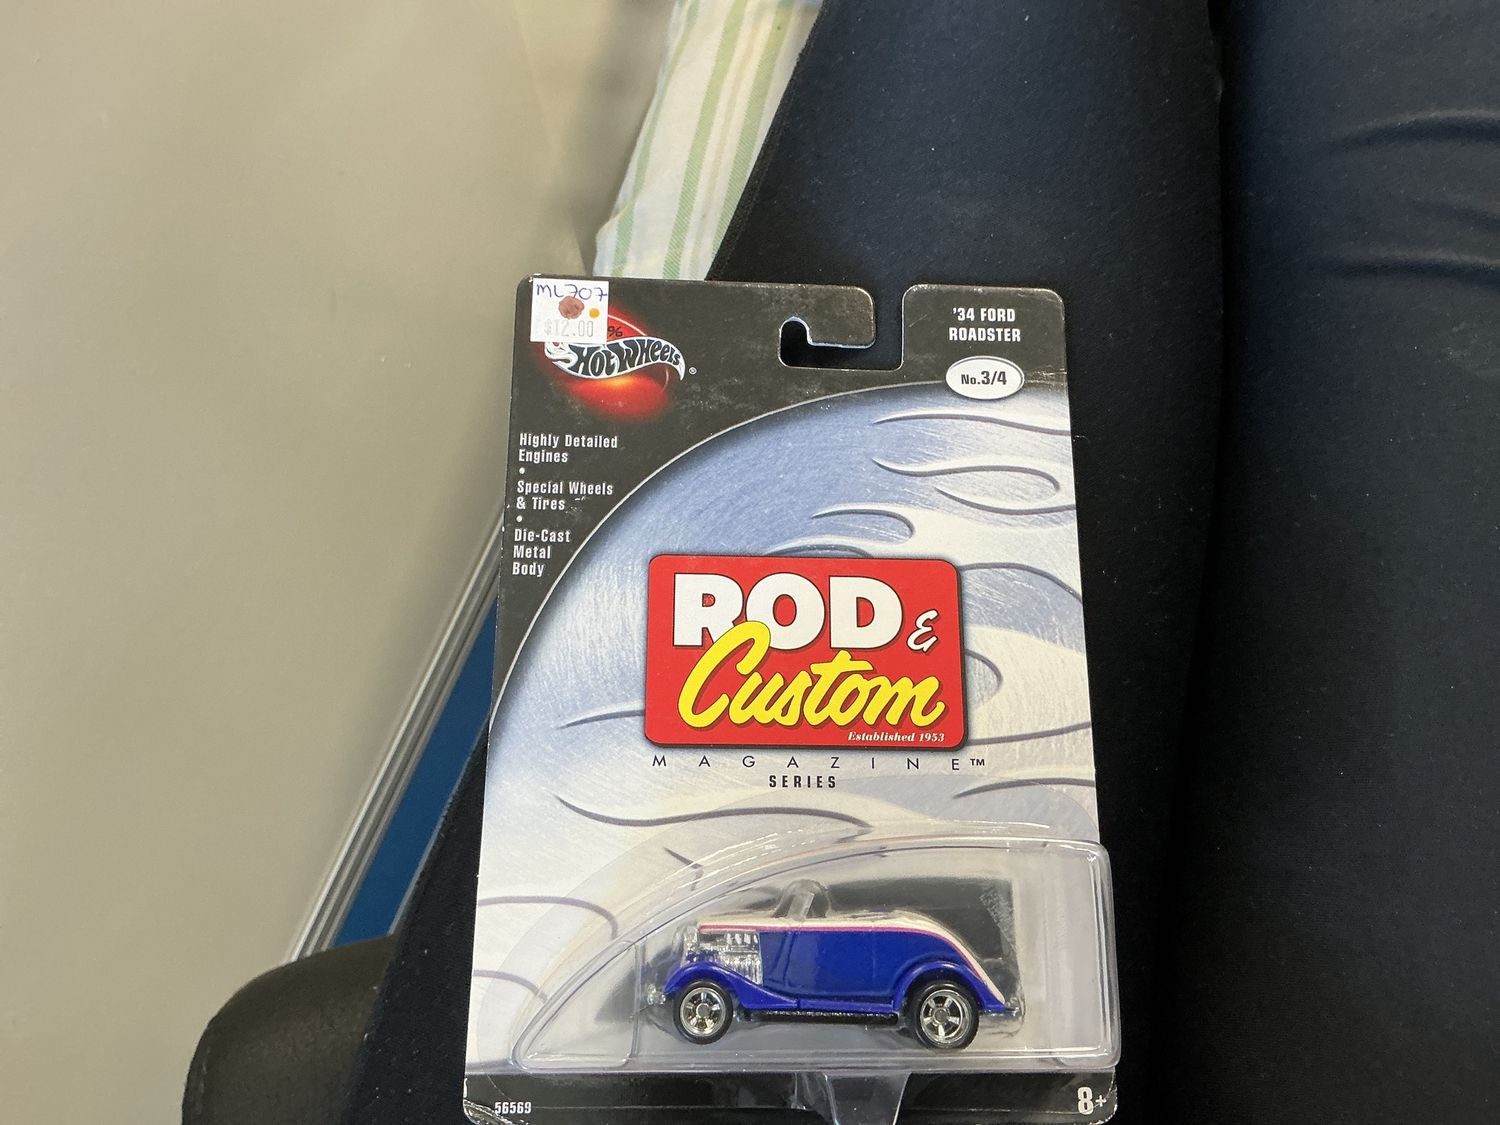 ML707
$12.00
HOT WHEELS ®
'34 FORD
ROADSTER
No.3/4
Highly Detailed
Engines
•
Special Wheels
& Tires
•
Die-Cast
Metal
Body
ROD &
Custom
Established 1953
MAGAZINE™
SERIES
56569
8+